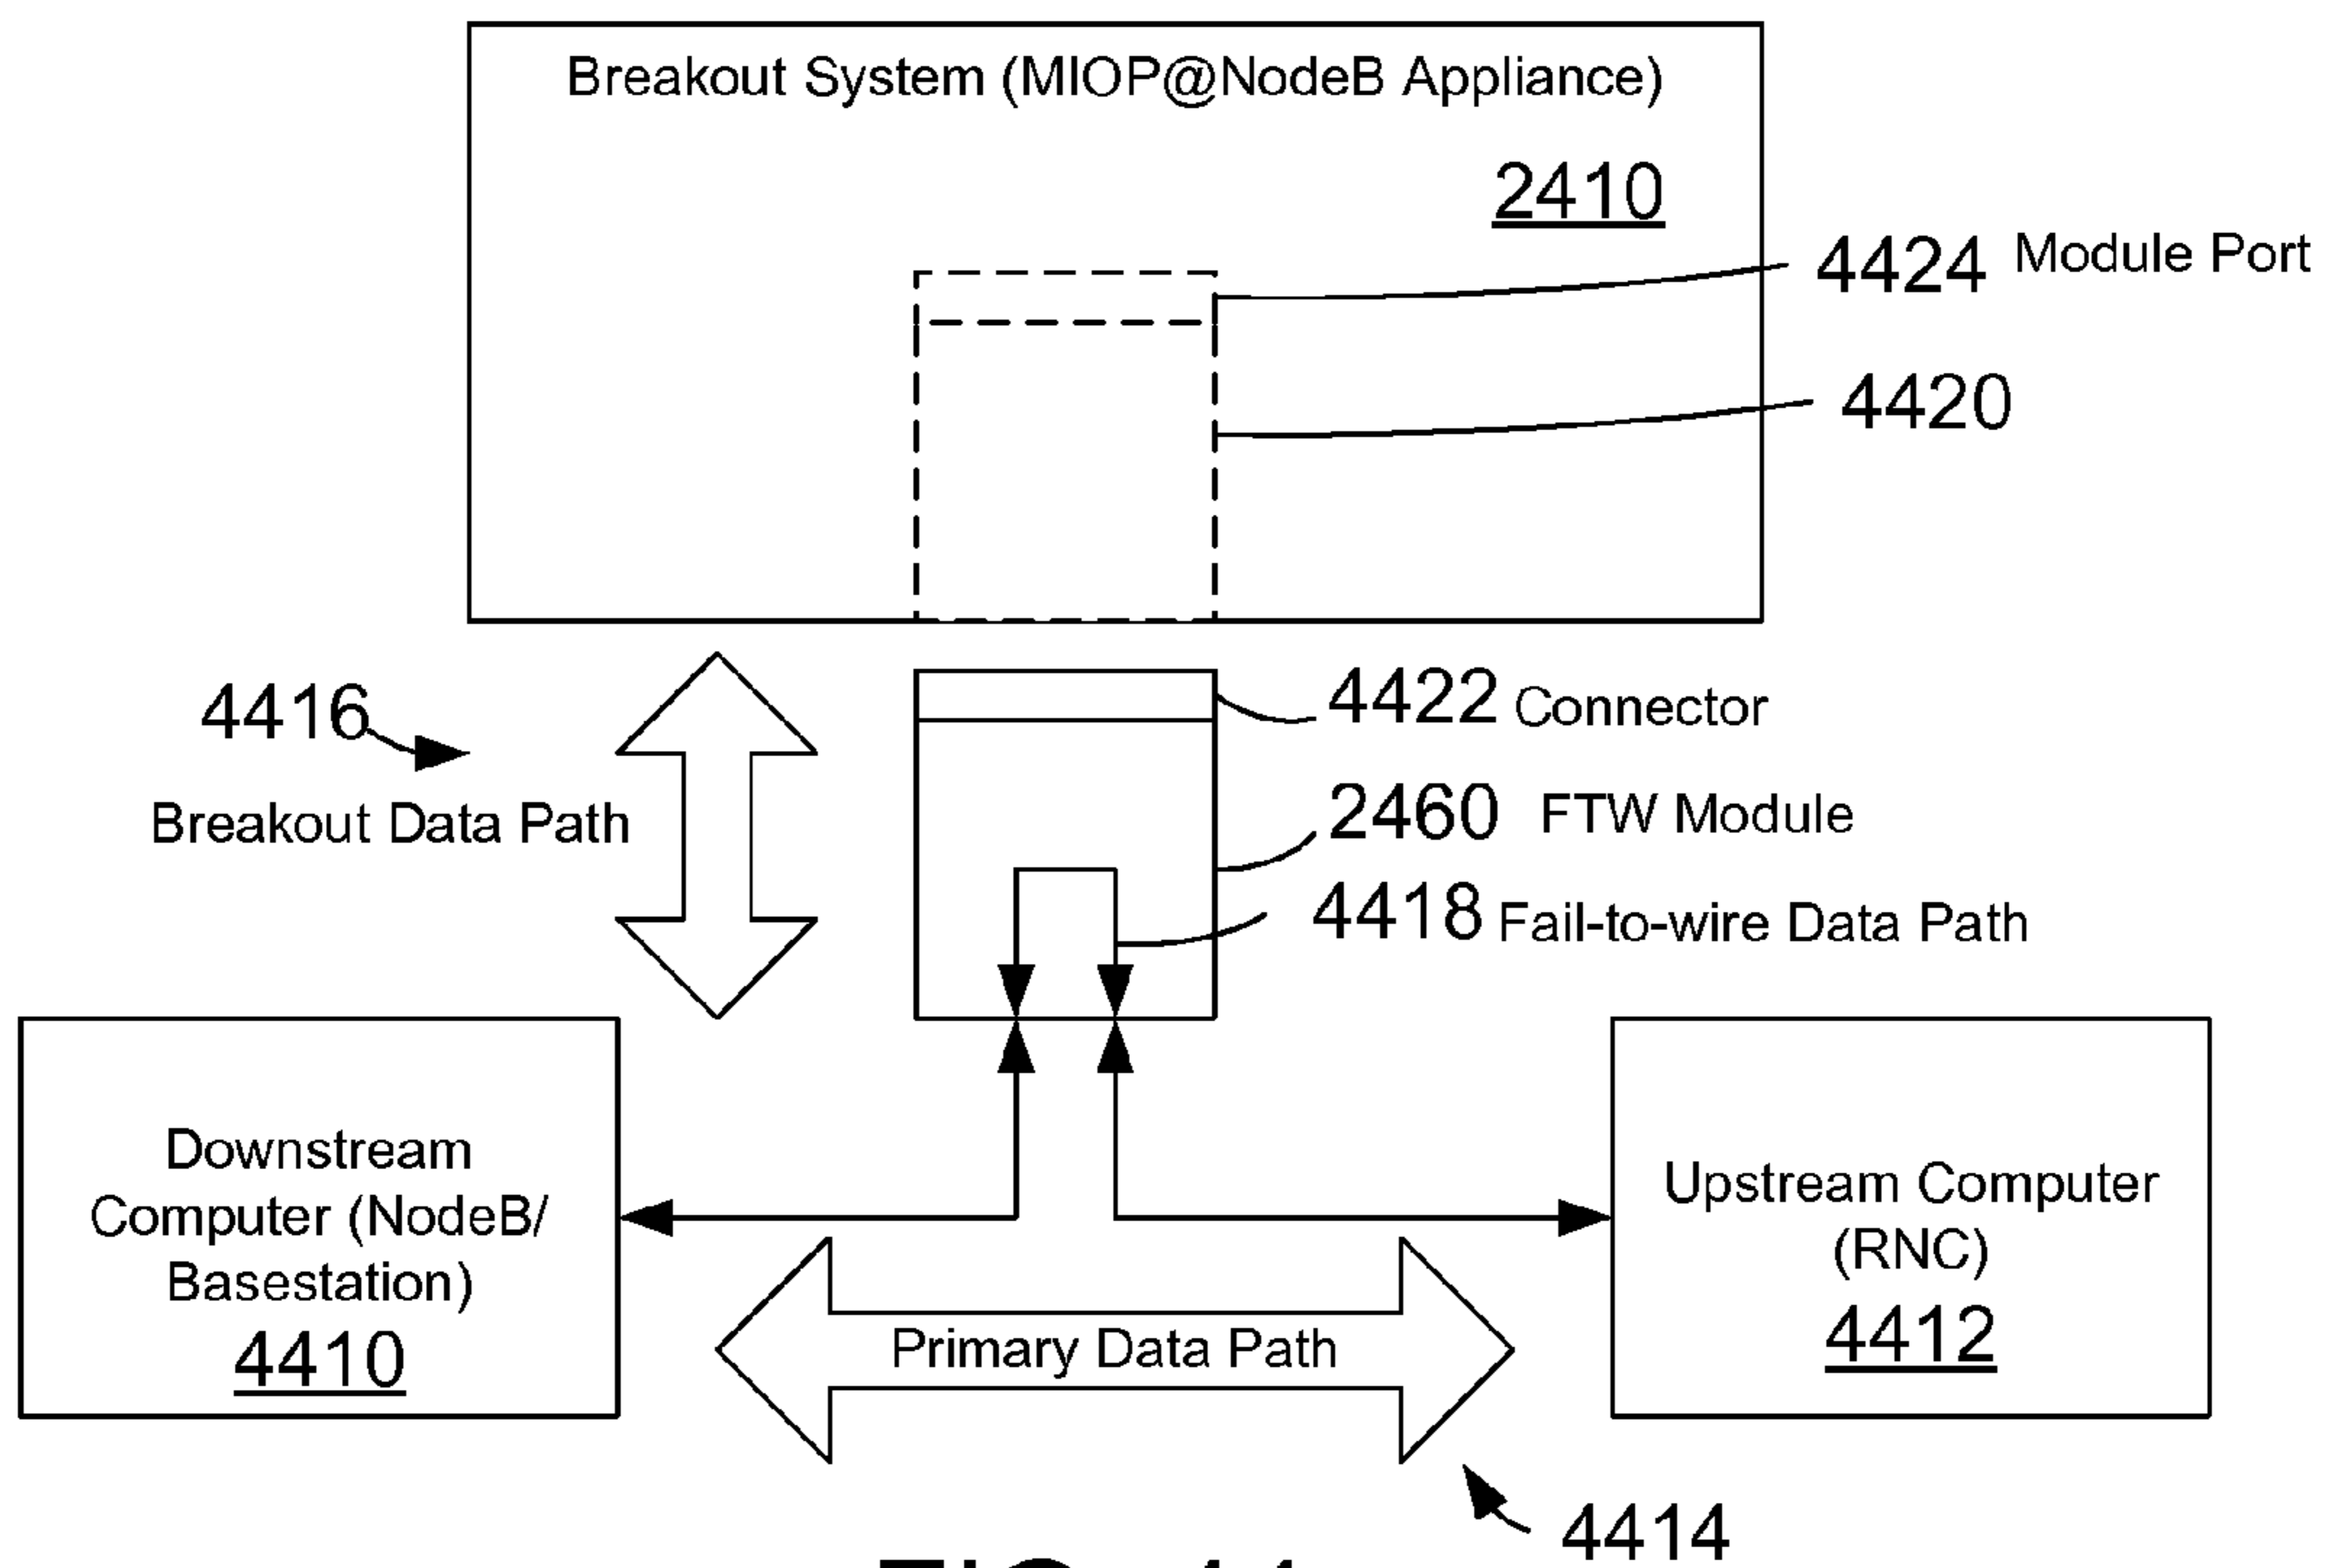 Breakout System (MIOP@NodeB Appliance)
2410
4424 Module Port
4420
4416
Breakout Data Path
4422 Connector
2460 FTW Module
4418 Fail-to-wire Data Path
Downstream
Computer (NodeB/
Basestation)
4410
Upstream Computer
(RNC)
4412
Primary Data Path
4414